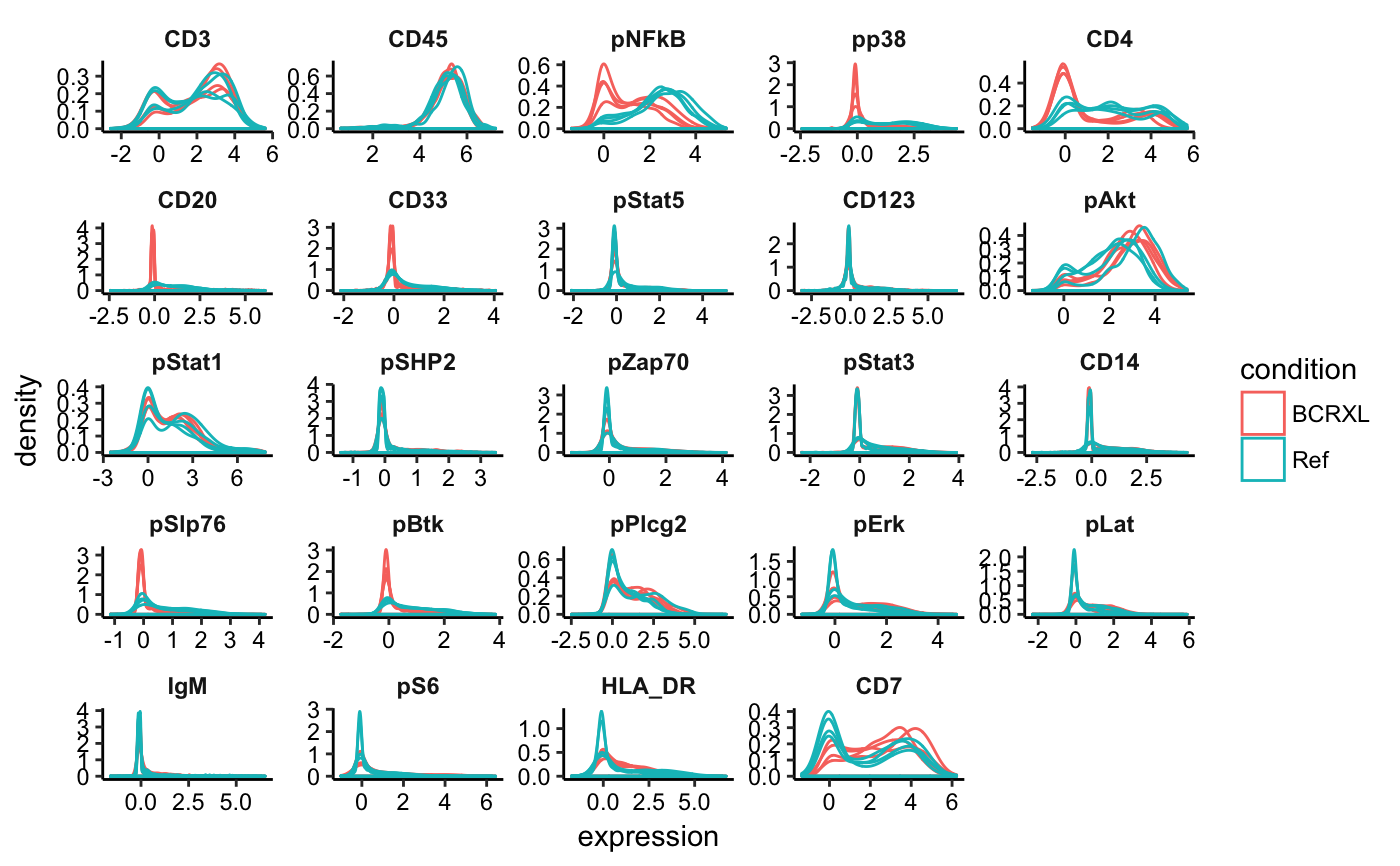 CD3 CD45 pNFkB pp38 CD4
0.3 0.2 0.1 0.0 0.6 0.4 0.2 0.0 0.6 0.4 0.2 0.0 3 2 1 0 0.4 0.2 0.0
-2 0 2 4 6 2 4 6 0 2 4 -2.5 0.0 2.5 0 2 4 6
CD20 CD33 pStat5 CD123 pAkt
4 3 2 1 0 3 2 1 0 3 2 1 0 2 1 0 0.4 0.3 0.2 0.1 0.0
-2.5 0.0 2.5 5.0 -2 0 2 4 -2 0 2 4 -2.5 0.0 2.5 5.0 0 2 4
pStat1 pSHP2 pZap70 pStat3 CD14
0.4 0.3 0.2 0.1 0.0 4 3 2 1 0 3 2 1 0 3 2 1 0 4 3 2 1 0
-3 0 3 6 -1 0 1 2 3 0 2 4 -2 0 2 4 -2.5 0.0 2.5
pSlp76 pBtk pPlcg2 pErk pLat
3 2 1 0 3 2 1 0 0.6 0.4 0.2 0.0 1.5 1.0 0.5 0.0 2.0 1.5 1.0 0.5 0.0
-1 0 1 2 3 4 -2 0 2 4 -2.5 0.0 2.5 5.0 0 2 4 -2 0 2 4 6
IgM pS6 HLA_DR CD7
4 3 2 1 0 3 2 1 0 1.0 0.5 0.0 0.4 0.3 0.2 0.1 0.0
0.0 2.5 5.0 0 2 4 6 0.0 2.5 5.0 0 2 4 6
density
expression
condition
BCRXL
Ref